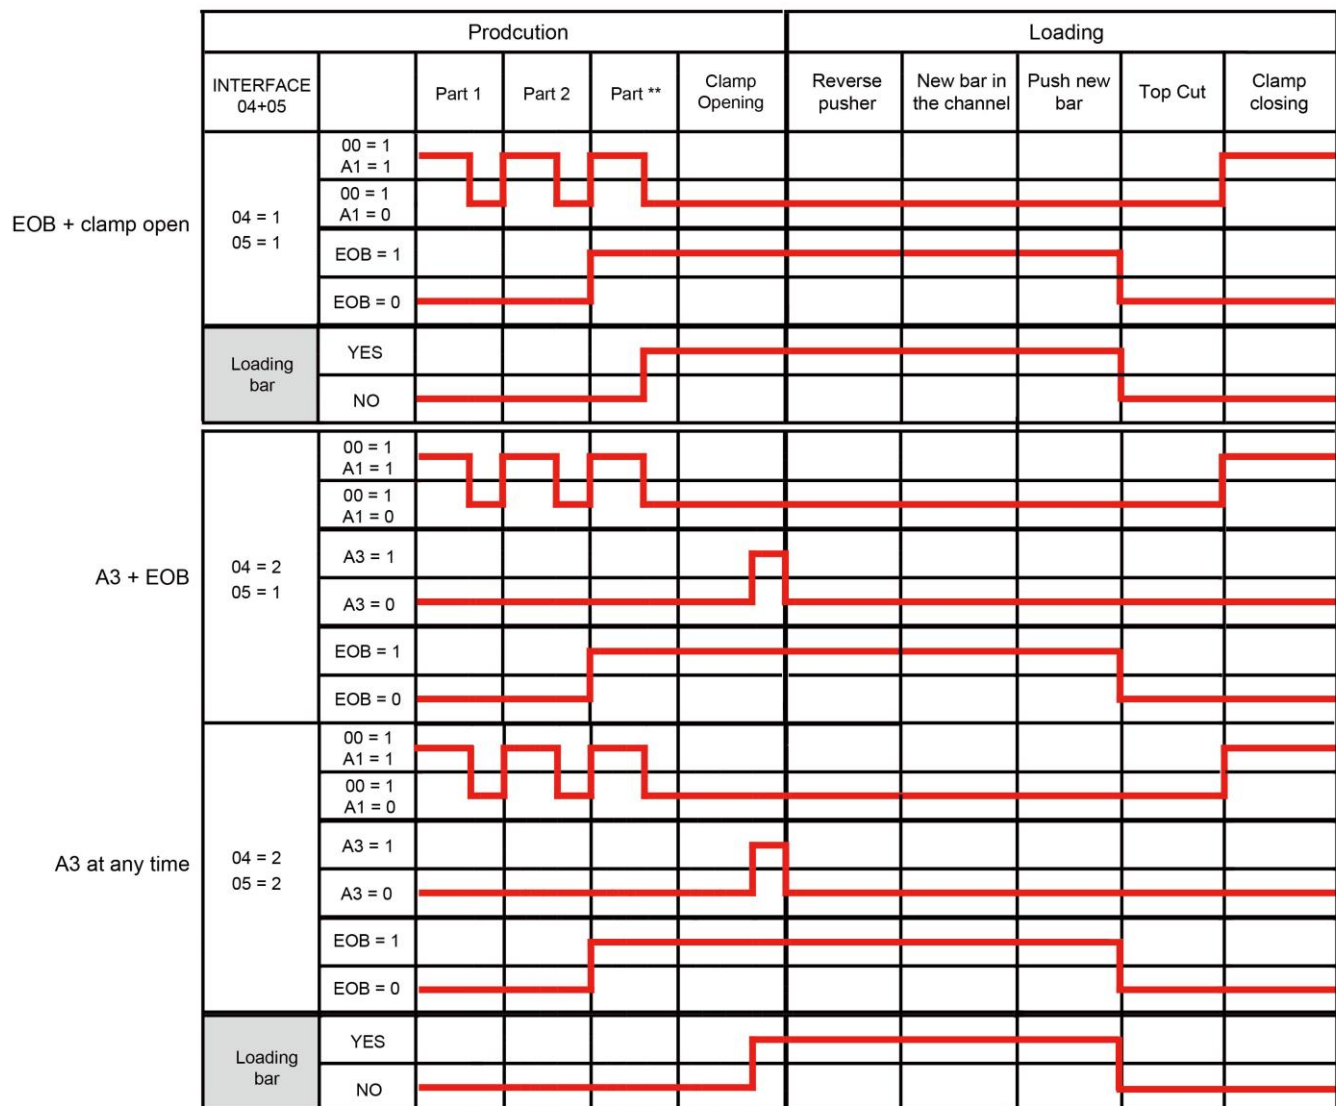 Prodcution
Loading
INTERFACE
04+05
Part 1
Part 2
Part **
Clamp
Opening
Reverse
pusher
New bar in
the channel
Push new
bar
Top Cut
Clamp
closing
EOB + clamp open
04 = 1
05 = 1
00 = 1
A1 = 1
00 = 1
A1 = 0
EOB = 1
EOB = 0
Loading
bar
YES
NO
A3 + EOB
04 = 2
05 = 1
00 = 1
A1 = 1
00 = 1
A1 = 0
A3 = 1
A3 = 0
EOB = 1
EOB = 0
A3 at any time
04 = 2
05 = 2
00 = 1
A1 = 1
00 = 1
A1 = 0
A3 = 1
A3 = 0
EOB = 1
EOB = 0
Loading
bar
YES
NO